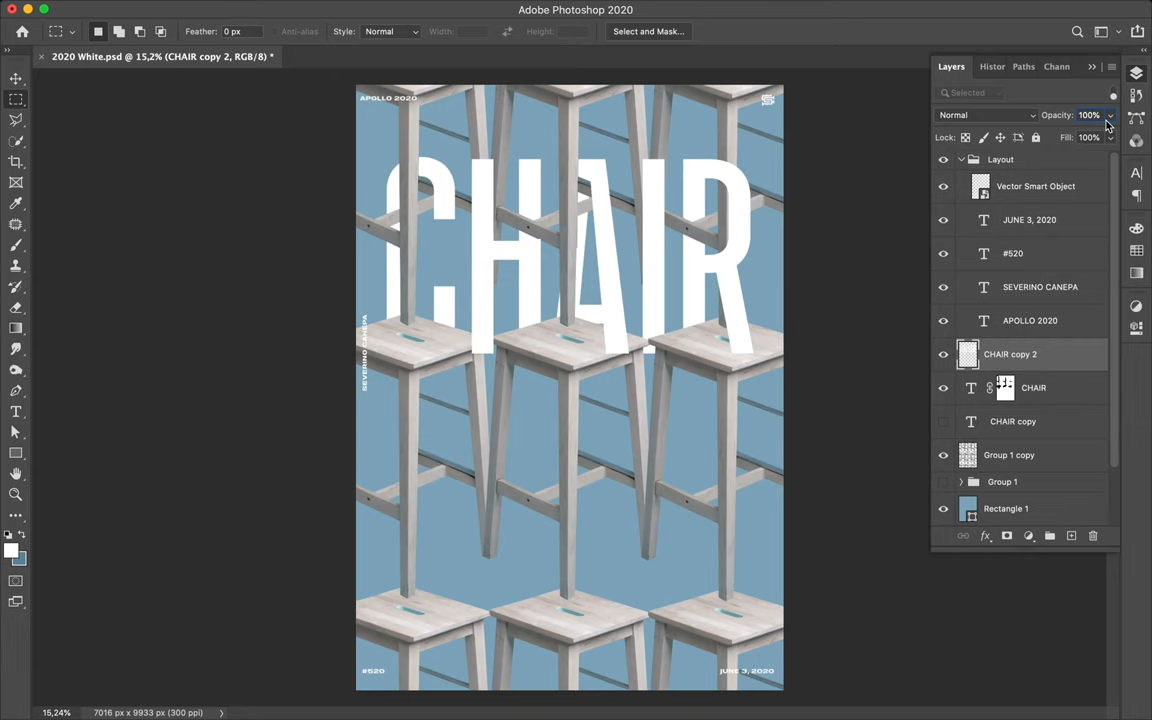 Adobe Photoshop 2020
Feather: 0 px
Anti-alias
Style: Normal
Width:
Height:
Select and Mask...
2020 White.psd @ 15,2% (CHAIR copy 2, RGB/8) *
APOLLO 2020
CHAIR
SEVERINO CANEPA
#520
JUNE 3, 2020
Layers
Histor
Paths
Chann
Selected
Normal
Opacity: 100%
Lock:
Fill: 100%
Layout
Vector Smart Object
T JUNE 3, 2020
T #520
T SEVERINO CANEPA
T APOLLO 2020
CHAIR copy 2
T CHAIR
T CHAIR copy
Group 1 copy
Group 1
Rectangle 1
fx
15,24%
7016 px x 9933 px (300 ppi)